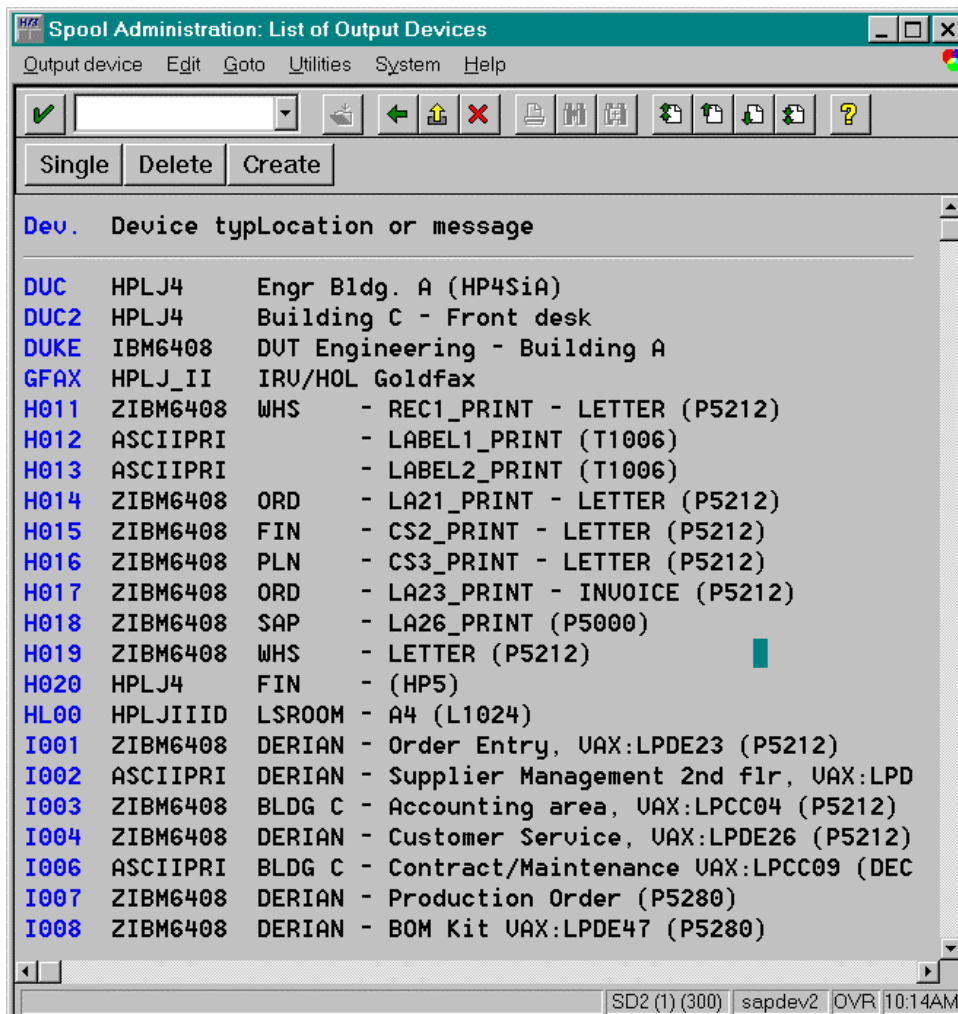 Spool Administration: List of Output Devices
Output device Edit Goto Utilities System Help
Single Delete Create
Dev. Device typLocation or message
DUC HPLJ4 Engr Bldg. A (HP4SiA)
DUC2 HPLJ4 Building C - Front desk
DUKE IBM6408 DVT Engineering - Building A
GFAX HPLJ_II IRV/HOL Goldfax
H011 ZIBM6408 WHS - REC1_PRINT - LETTER (P5212)
H012 ASCIIPRI - LABEL1_PRINT (T1006)
H013 ASCIIPRI - LABEL2_PRINT (T1006)
H014 ZIBM6408 ORD - LA21_PRINT - LETTER (P5212)
H015 ZIBM6408 FIN - CS2_PRINT - LETTER (P5212)
H016 ZIBM6408 PLN - CS3_PRINT - LETTER (P5212)
H017 ZIBM6408 ORD - LA23_PRINT - INVOICE (P5212)
H018 ZIBM6408 SAP - LA26_PRINT (P5000)
H019 ZIBM6408 WHS - LETTER (P5212)
H020 HPLJ4 FIN - (HP5)
HL00 HPLJIIID LSROOM - A4 (L1024)
I001 ZIBM6408 DERIAN - Order Entry, VAX:LPDE23 (P5212)
I002 ASCIIPRI DERIAN - Supplier Management 2nd flr, VAX:LPD
I003 ZIBM6408 BLDG C - Accounting area, VAX:LPCC04 (P5212)
I004 ZIBM6408 DERIAN - Customer Service, VAX:LPDE26 (P5212)
I006 ASCIIPRI BLDG C - Contract/Maintenance VAX:LPCC09 (DEC
I007 ZIBM6408 DERIAN - Production Order (P5280)
I008 ZIBM6408 DERIAN - BOM Kit VAX:LPDE47 (P5280)
SD2 (1) (300) sapdev2 OVR 10:14AM